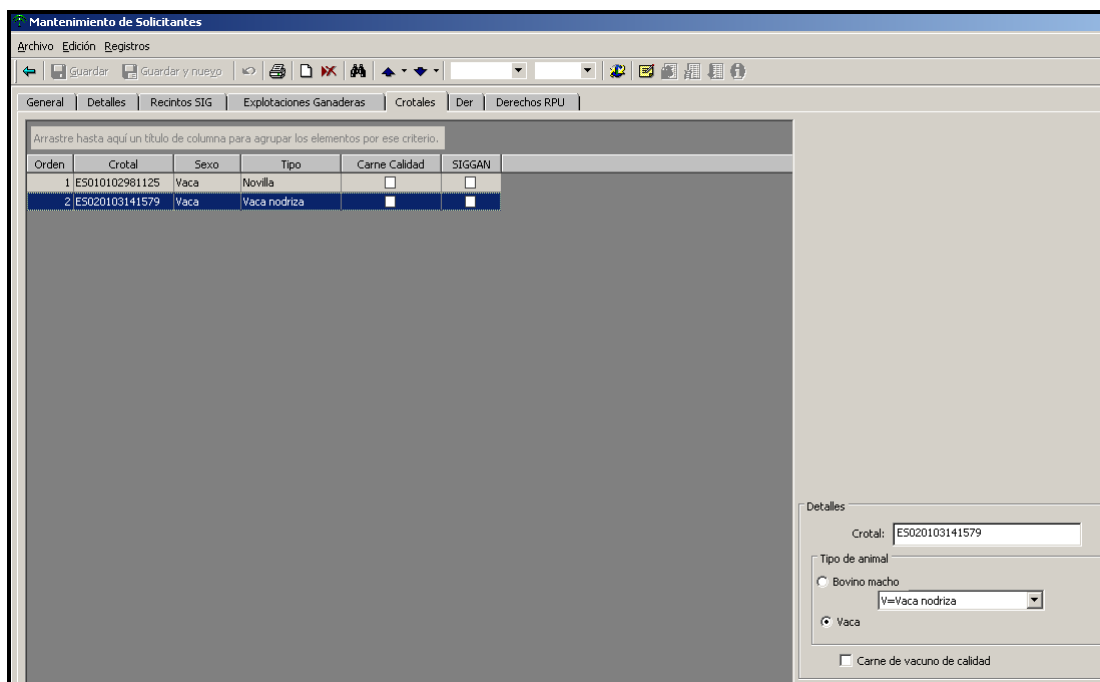 Mantenimiento de Solicitantes
Archivo Edición Registros
Guardar Guardar y nuevo
General Detalles Recintos SIG Explotaciones Ganaderas Crotales Der Derechos RPU
Arrastre hasta aquí un título de columna para agrupar los elementos por ese criterio.
Orden Crotal Sexo Tipo Carne Calidad SIGGAN
1 ES010102981125 Vaca Novilla
2 ES020103141579 Vaca Vaca nodriza
Detalles
Crotal: ES020103141579
Tipo de animal
Bovino macho
V=Vaca nodriza
Vaca
Carne de vacuno de calidad